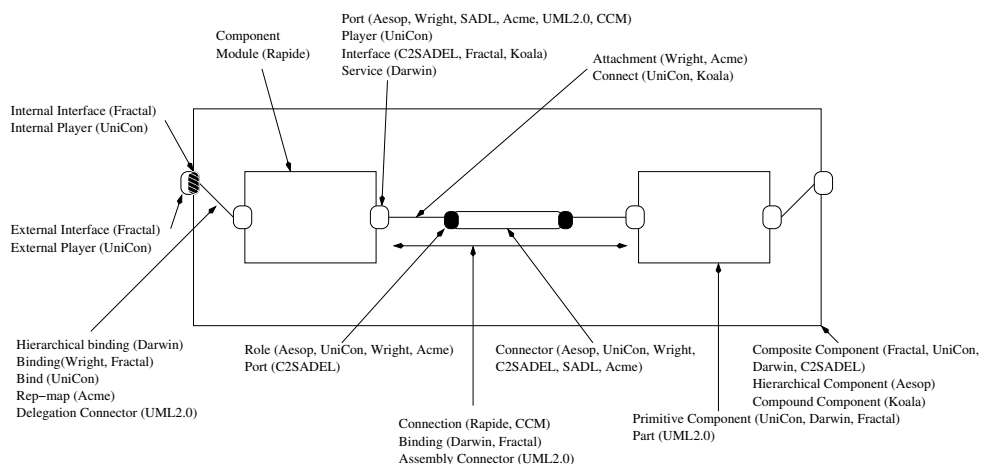 Component
Module (Rapide)
Port (Aesop, Wright, SADL, Acme, UML2.0, CCM)
Player (UniCon)
Interface (C2SADEL, Fractal, Koala)
Service (Darwin)
Attachment (Wright, Acme)
Connect (UniCon, Koala)
Internal Interface (Fractal)
Internal Player (UniCon)
External Interface (Fractal)
External Player (UniCon)
Hierarchical binding (Darwin)
Binding(Wright, Fractal)
Bind (UniCon)
Rep−map (Acme)
Delegation Connector (UML2.0)
Role (Aesop, UniCon, Wright, Acme)
Port (C2SADEL)
Connector (Aesop, UniCon, Wright,
C2SADEL, SADL, Acme)
Composite Component (Fractal, UniCon,
Darwin, C2SADEL)
Hierarchical Component (Aesop)
Compound Component (Koala)
Primitive Component (UniCon, Darwin, Fractal)
Part (UML2.0)
Connection (Rapide, CCM)
Binding (Darwin, Fractal)
Assembly Connector (UML2.0)